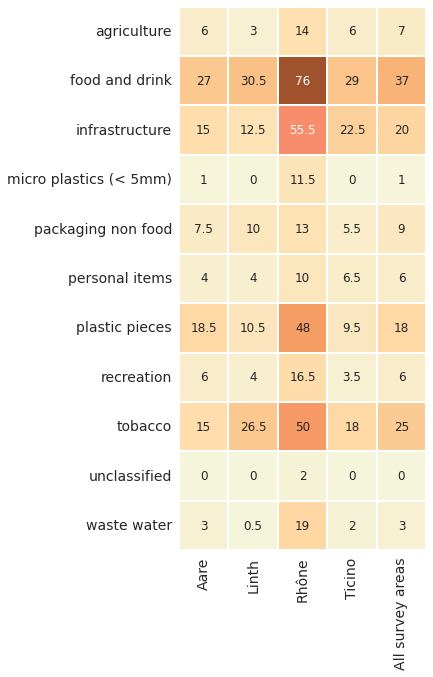 agriculture 6 3 14 6 7
food and drink 27 30.5 76 29 37
infrastructure 15 12.5 55.5 22.5 20
micro plastics (< 5mm) 1 0 11.5 0 1
packaging non food 7.5 10 13 5.5 9
personal items 4 4 10 6.5 6
plastic pieces 18.5 10.5 48 9.5 18
recreation 6 4 16.5 3.5 6
tobacco 15 26.5 50 18 25
unclassified 0 0 2 0 0
waste water 3 0.5 19 2 3
Aare
Linth
Rhône
Ticino
All survey areas